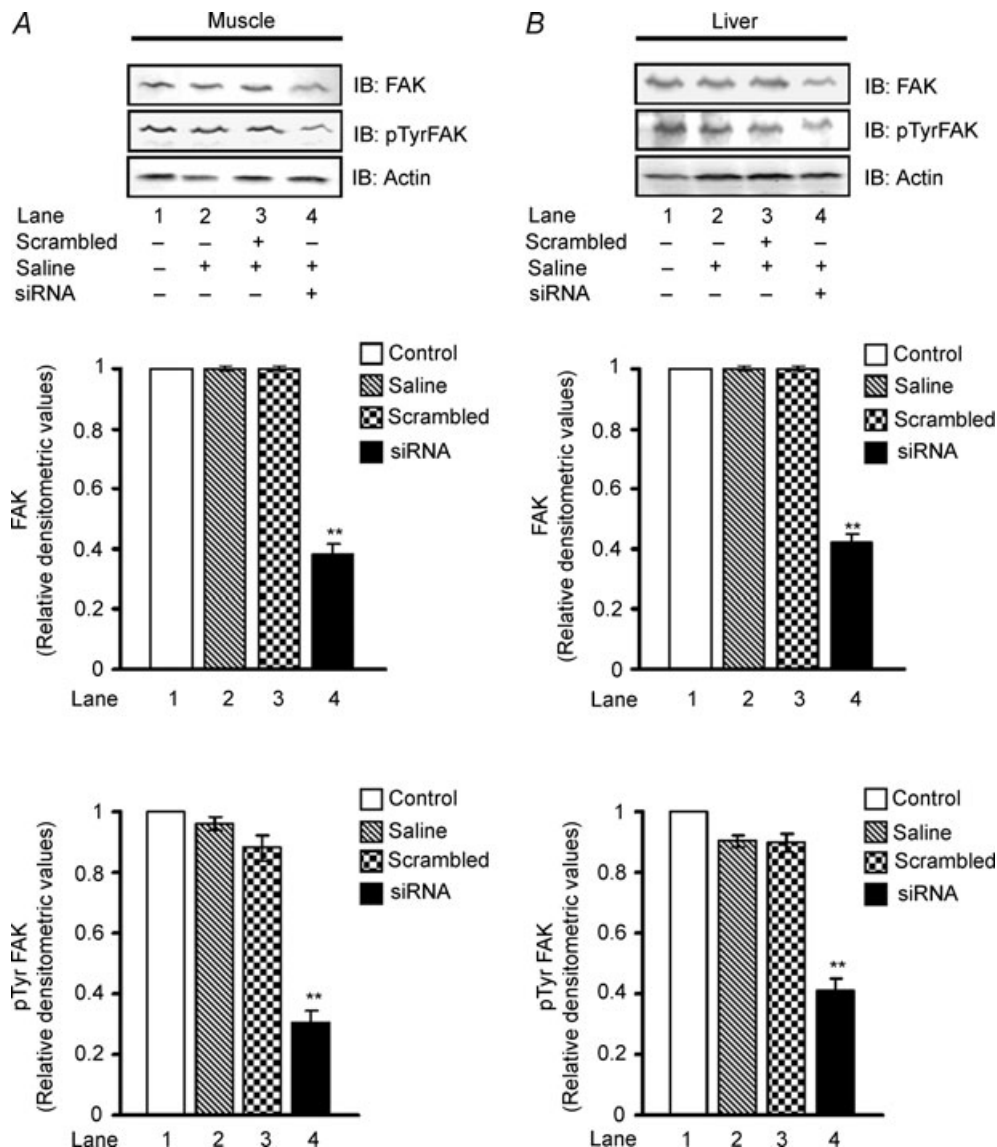 A
Muscle
IB: FAK
IB: pTyrFAK
IB: Actin
Lane 1 2 3 4
Scrambled – – + –
Saline – + + +
siRNA – – – +
1
0.8
0.6
0.4
0.2
0
FAK
(Relative densitometric values)
Control
Saline
Scrambled
siRNA
**
Lane 1 2 3 4
1
0.8
0.6
0.4
0.2
0
pTyr FAK
(Relative densitometric values)
Control
Saline
Scrambled
siRNA
**
Lane 1 2 3 4
B
Liver
IB: FAK
IB: pTyrFAK
IB: Actin
Lane 1 2 3 4
Scrambled – – + –
Saline – + + +
siRNA – – – +
1
0.8
0.6
0.4
0.2
0
FAK
(Relative densitometric values)
Control
Saline
Scrambled
siRNA
**
Lane 1 2 3 4
1
0.8
0.6
0.4
0.2
0
pTyr FAK
(Relative densitometric values)
Control
Saline
Scrambled
siRNA
**
Lane 1 2 3 4